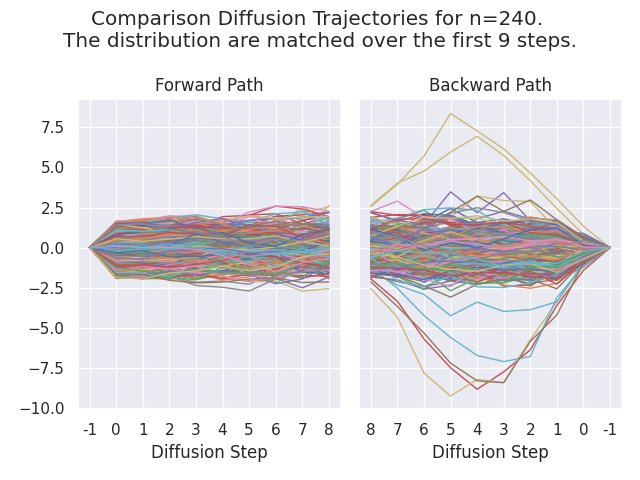 Comparison Diffusion Trajectories for n=240.
The distribution are matched over the first 9 steps.
Forward Path
Backward Path
7.5
5.0
2.5
0.0
−2.5
−5.0
−7.5
−10.0
-1 0 1 2 3 4 5 6 7 8
8 7 6 5 4 3 2 1 0 -1
Diffusion Step
Diffusion Step